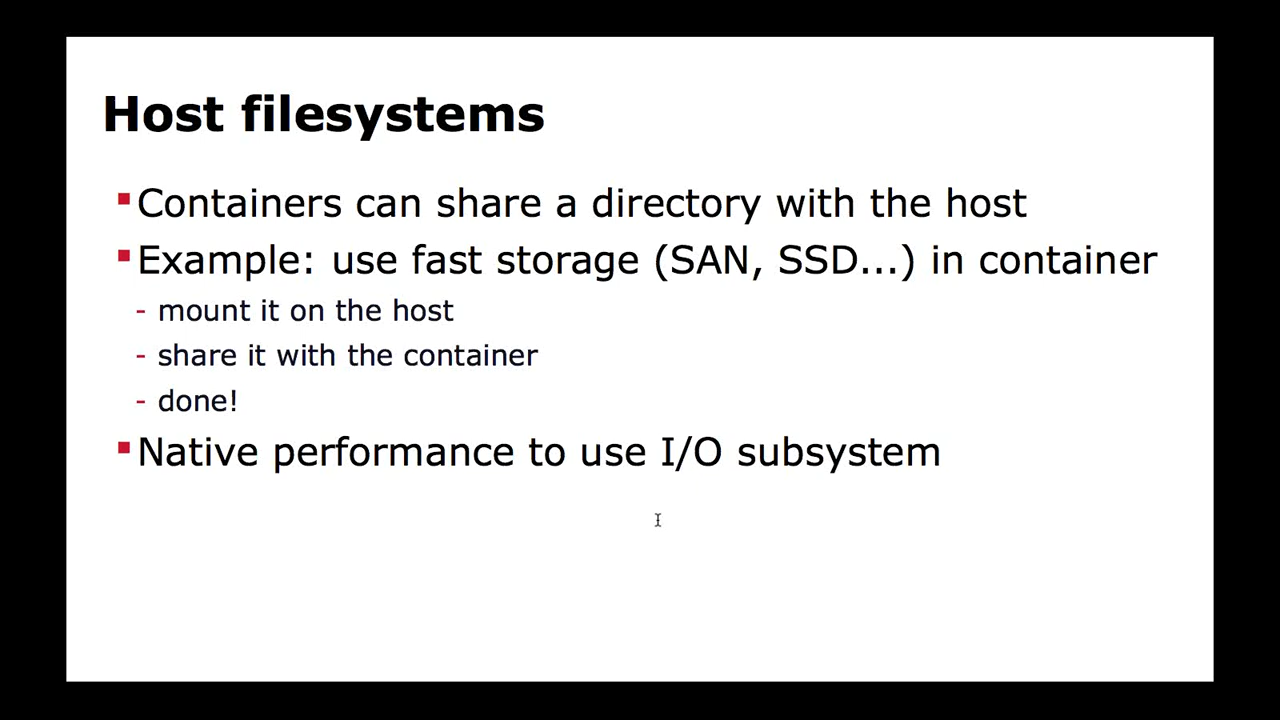 Host filesystems
Containers can share a directory with the host
Example: use fast storage (SAN, SSD...) in container
- mount it on the host
- share it with the container
- done!
Native performance to use I/O subsystem